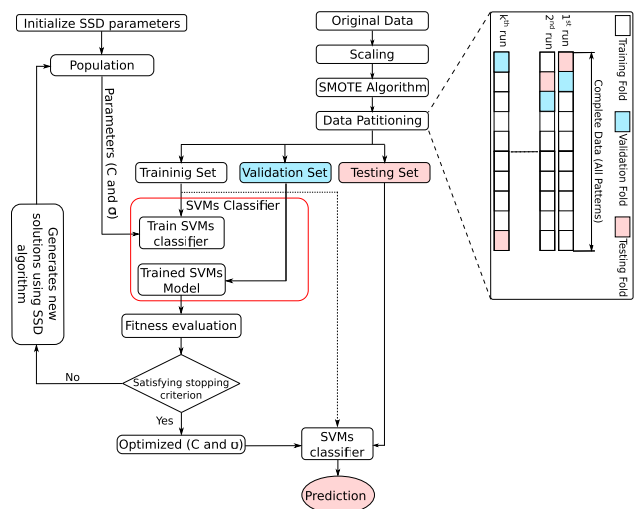 Initialize SSD parameters
Population
Parameters (C and σ)
Generates new
solutions using SSD
algorithm
Original Data
Scaling
SMOTE Algorithm
Data Patitioning
Traininig Set
Validation Set
Testing Set
SVMs Classifier
Train SVMs
classifier
Trained SVMs
Model
Fitness evaluation
Satisfying stopping
criterion
No
Yes
Optimized (C and σ)
SVMs
classifier
Prediction
kth run
2nd run
1st run
Complete Data (All Patterns)
Training Fold
Validation Fold
Testing Fold